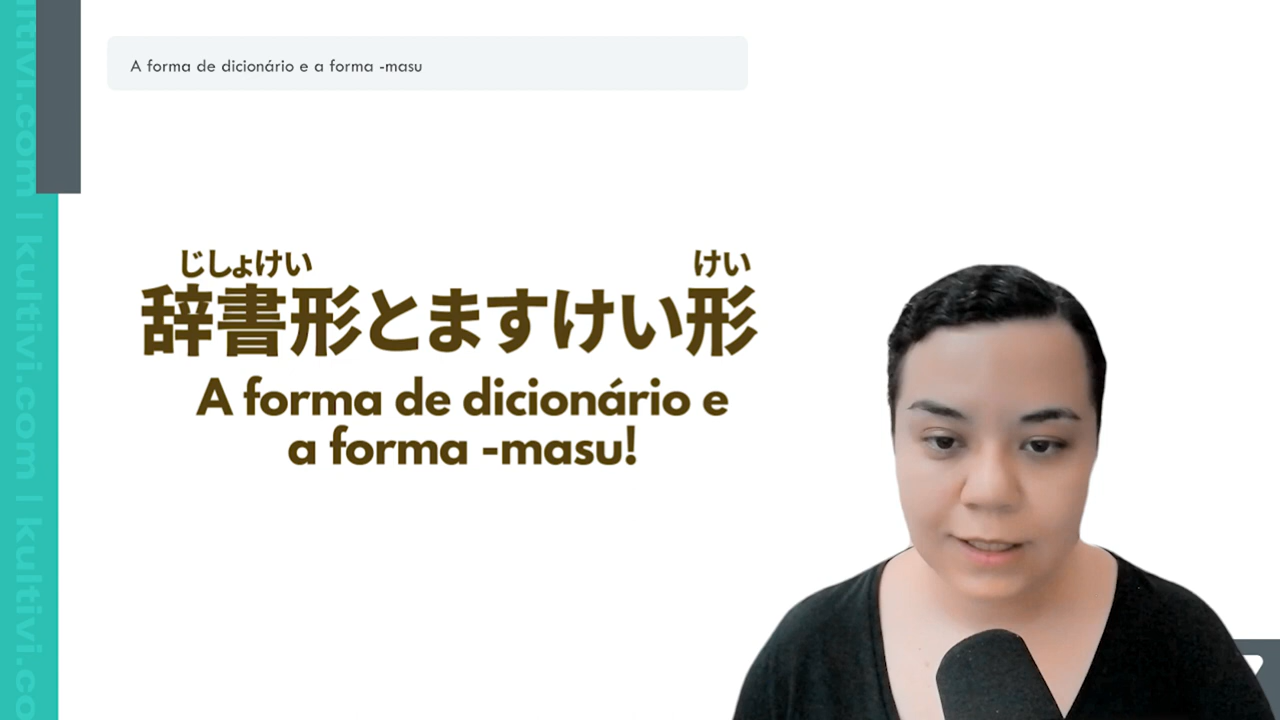 A forma de dicionário e a forma -masu
じしょけい けい
辞書形とますけい形
A forma de dicionário e
a forma -masu!
kultivi.com | kultivi.com | kultivi.com